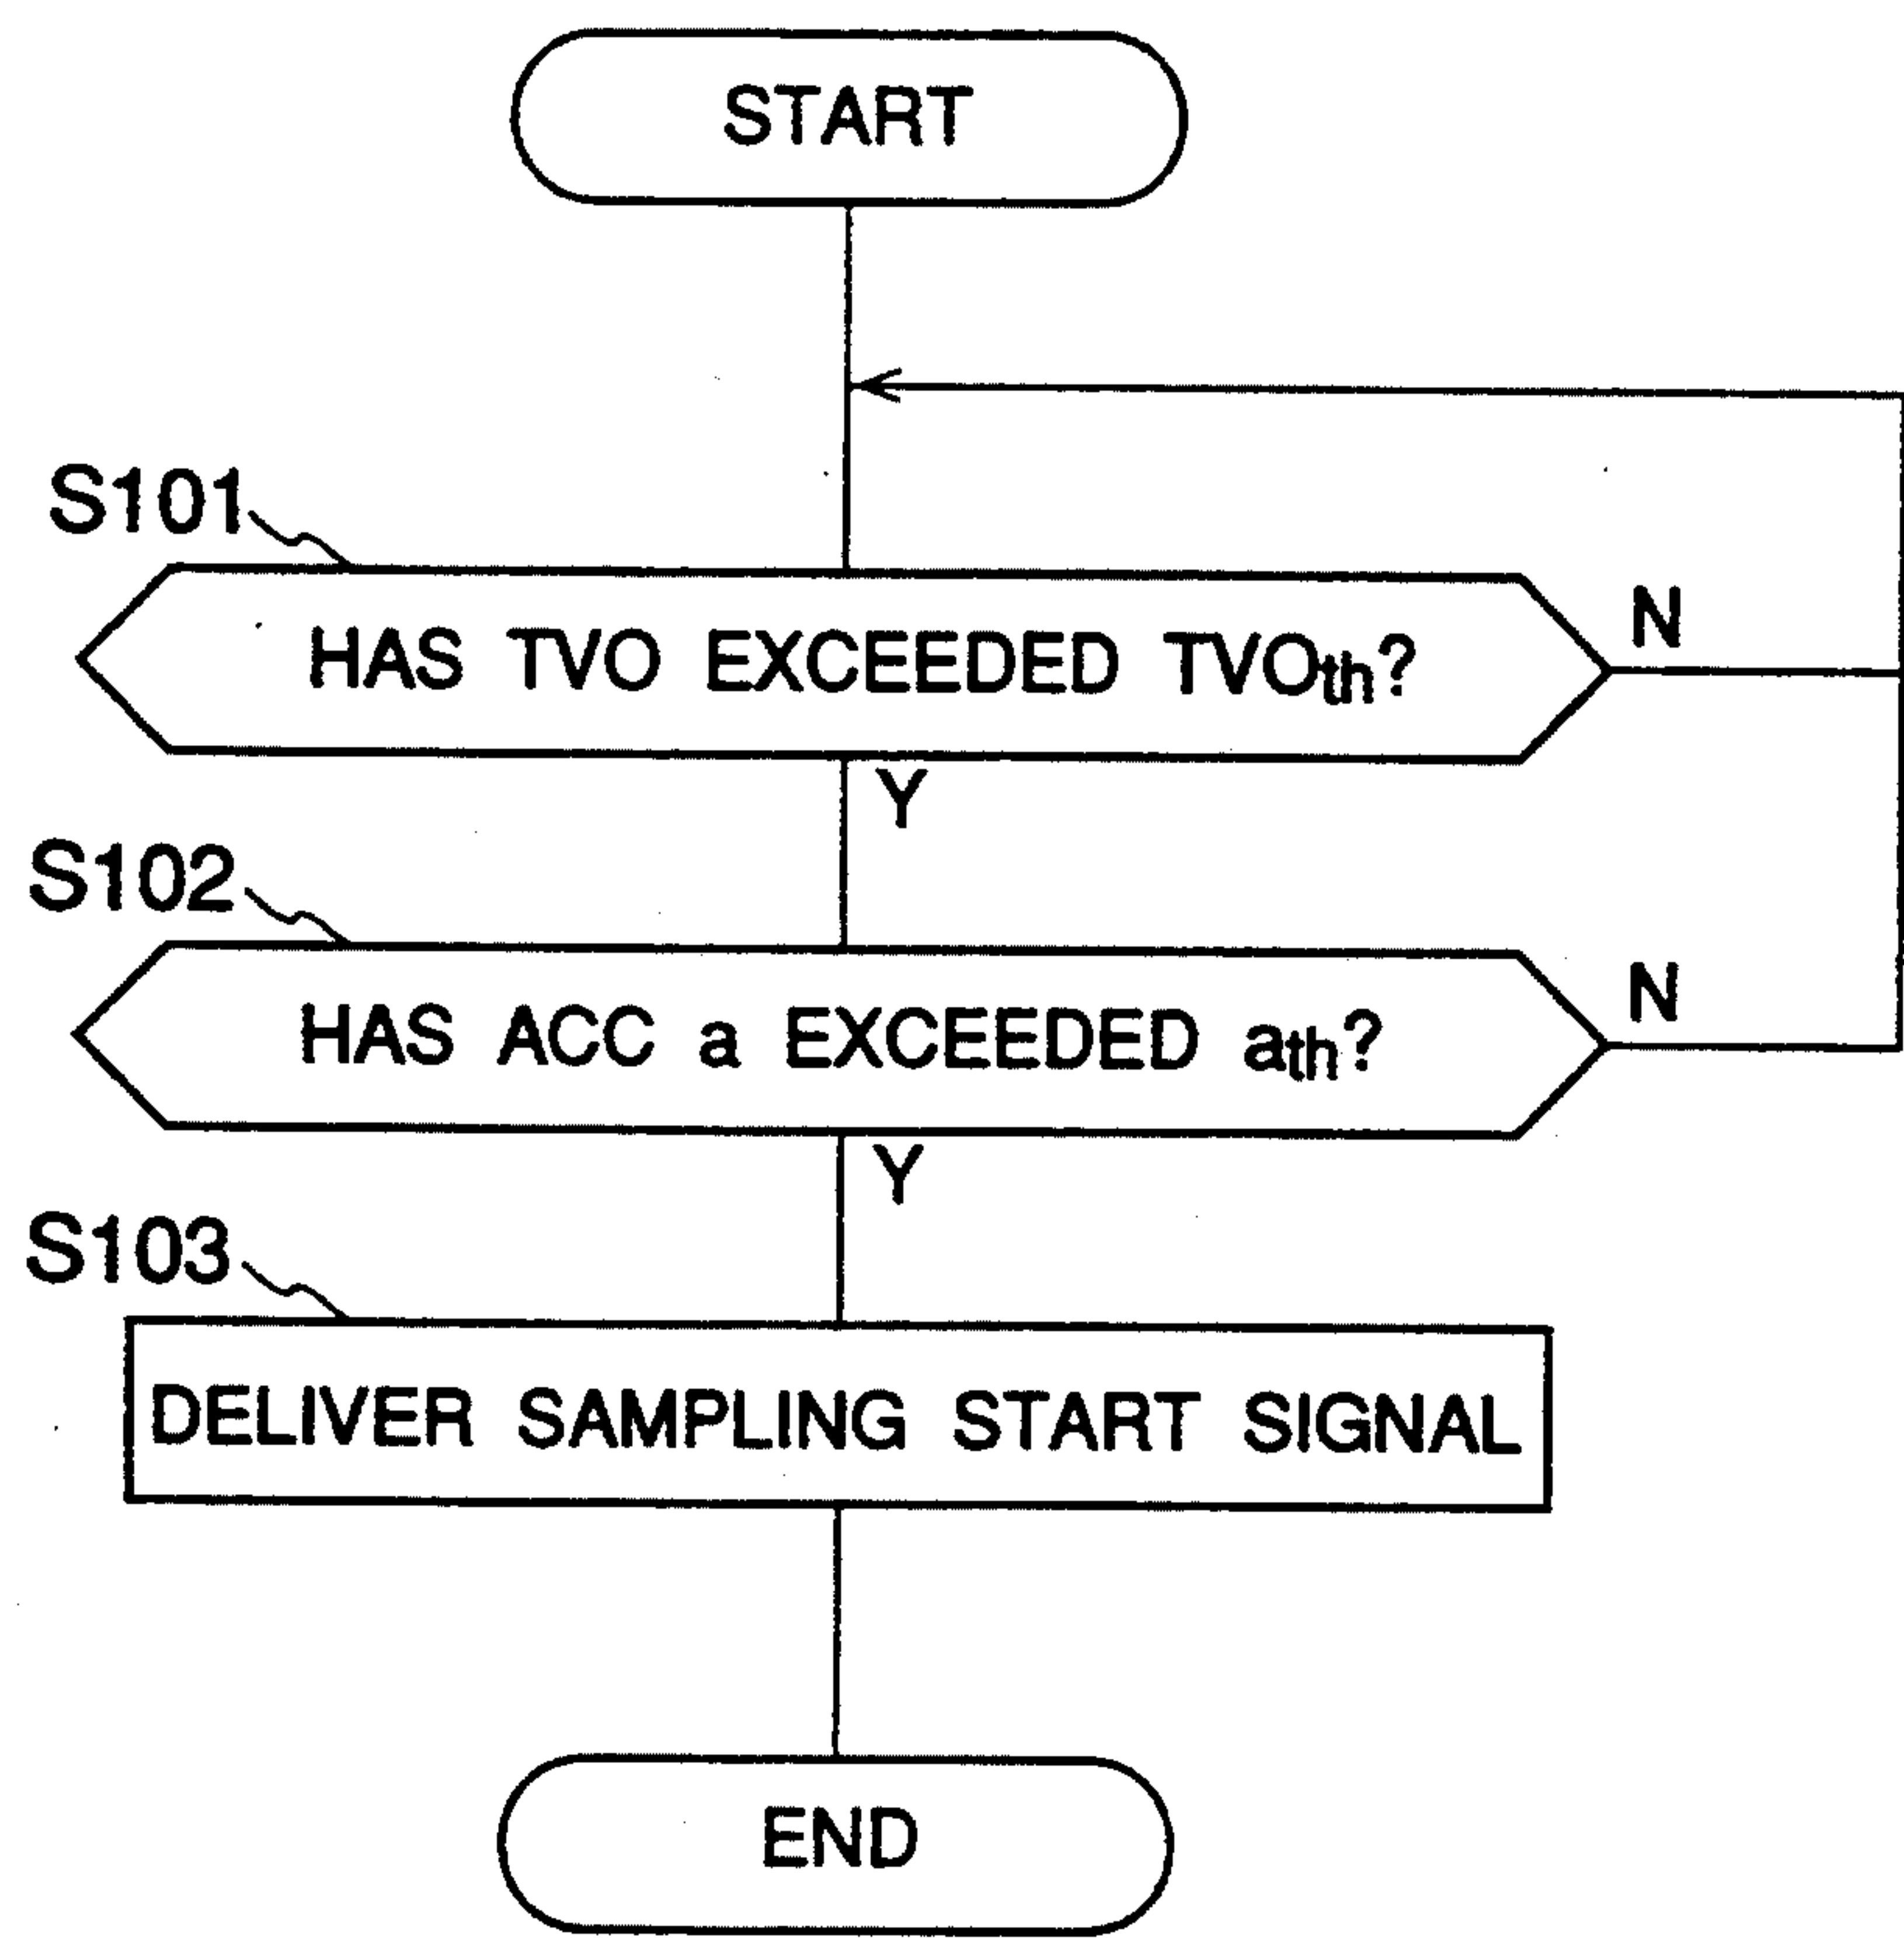 START
S101
HAS TVO EXCEEDED TVOth?
N
Y
S102
HAS ACC a EXCEEDED ath?
N
Y
S103
DELIVER SAMPLING START SIGNAL
END